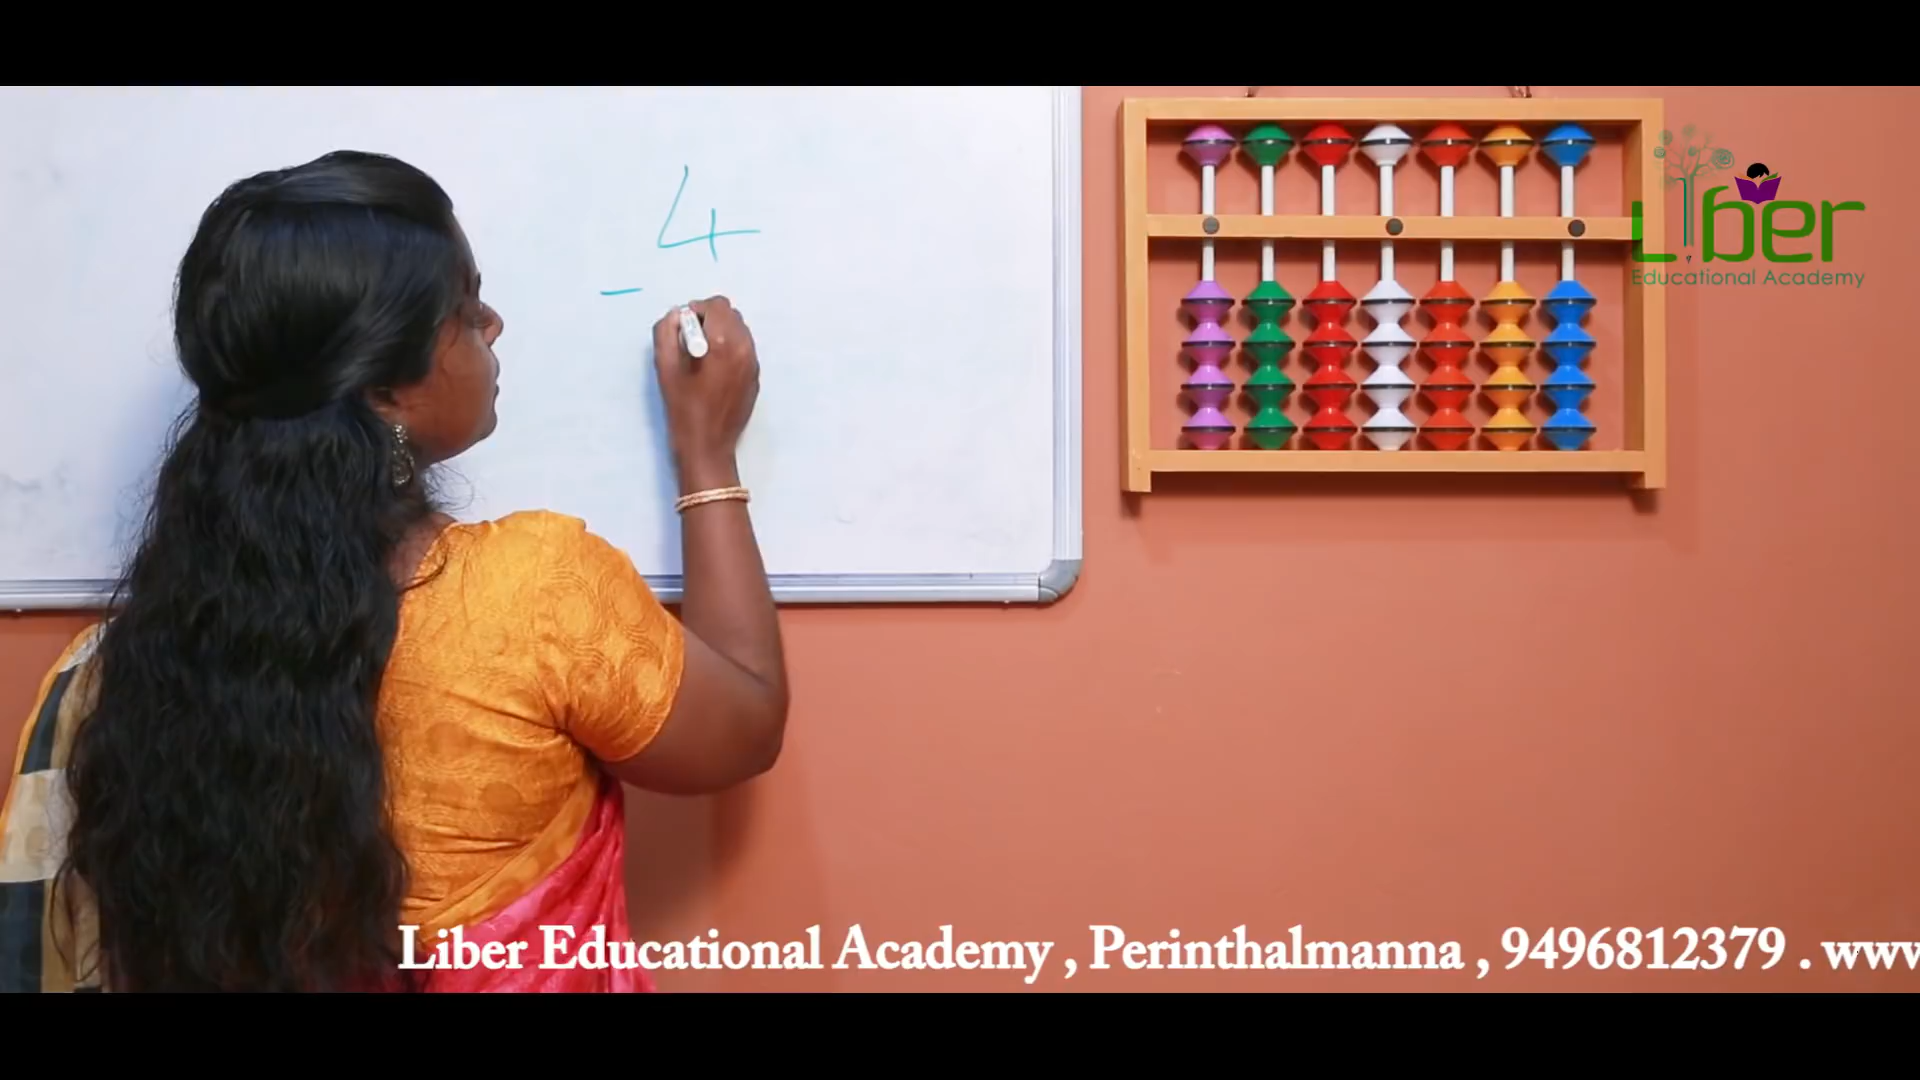 4
-
Liber
Educational Academy
Liber Educational Academy , Perinthalmanna , 9496812379 . www